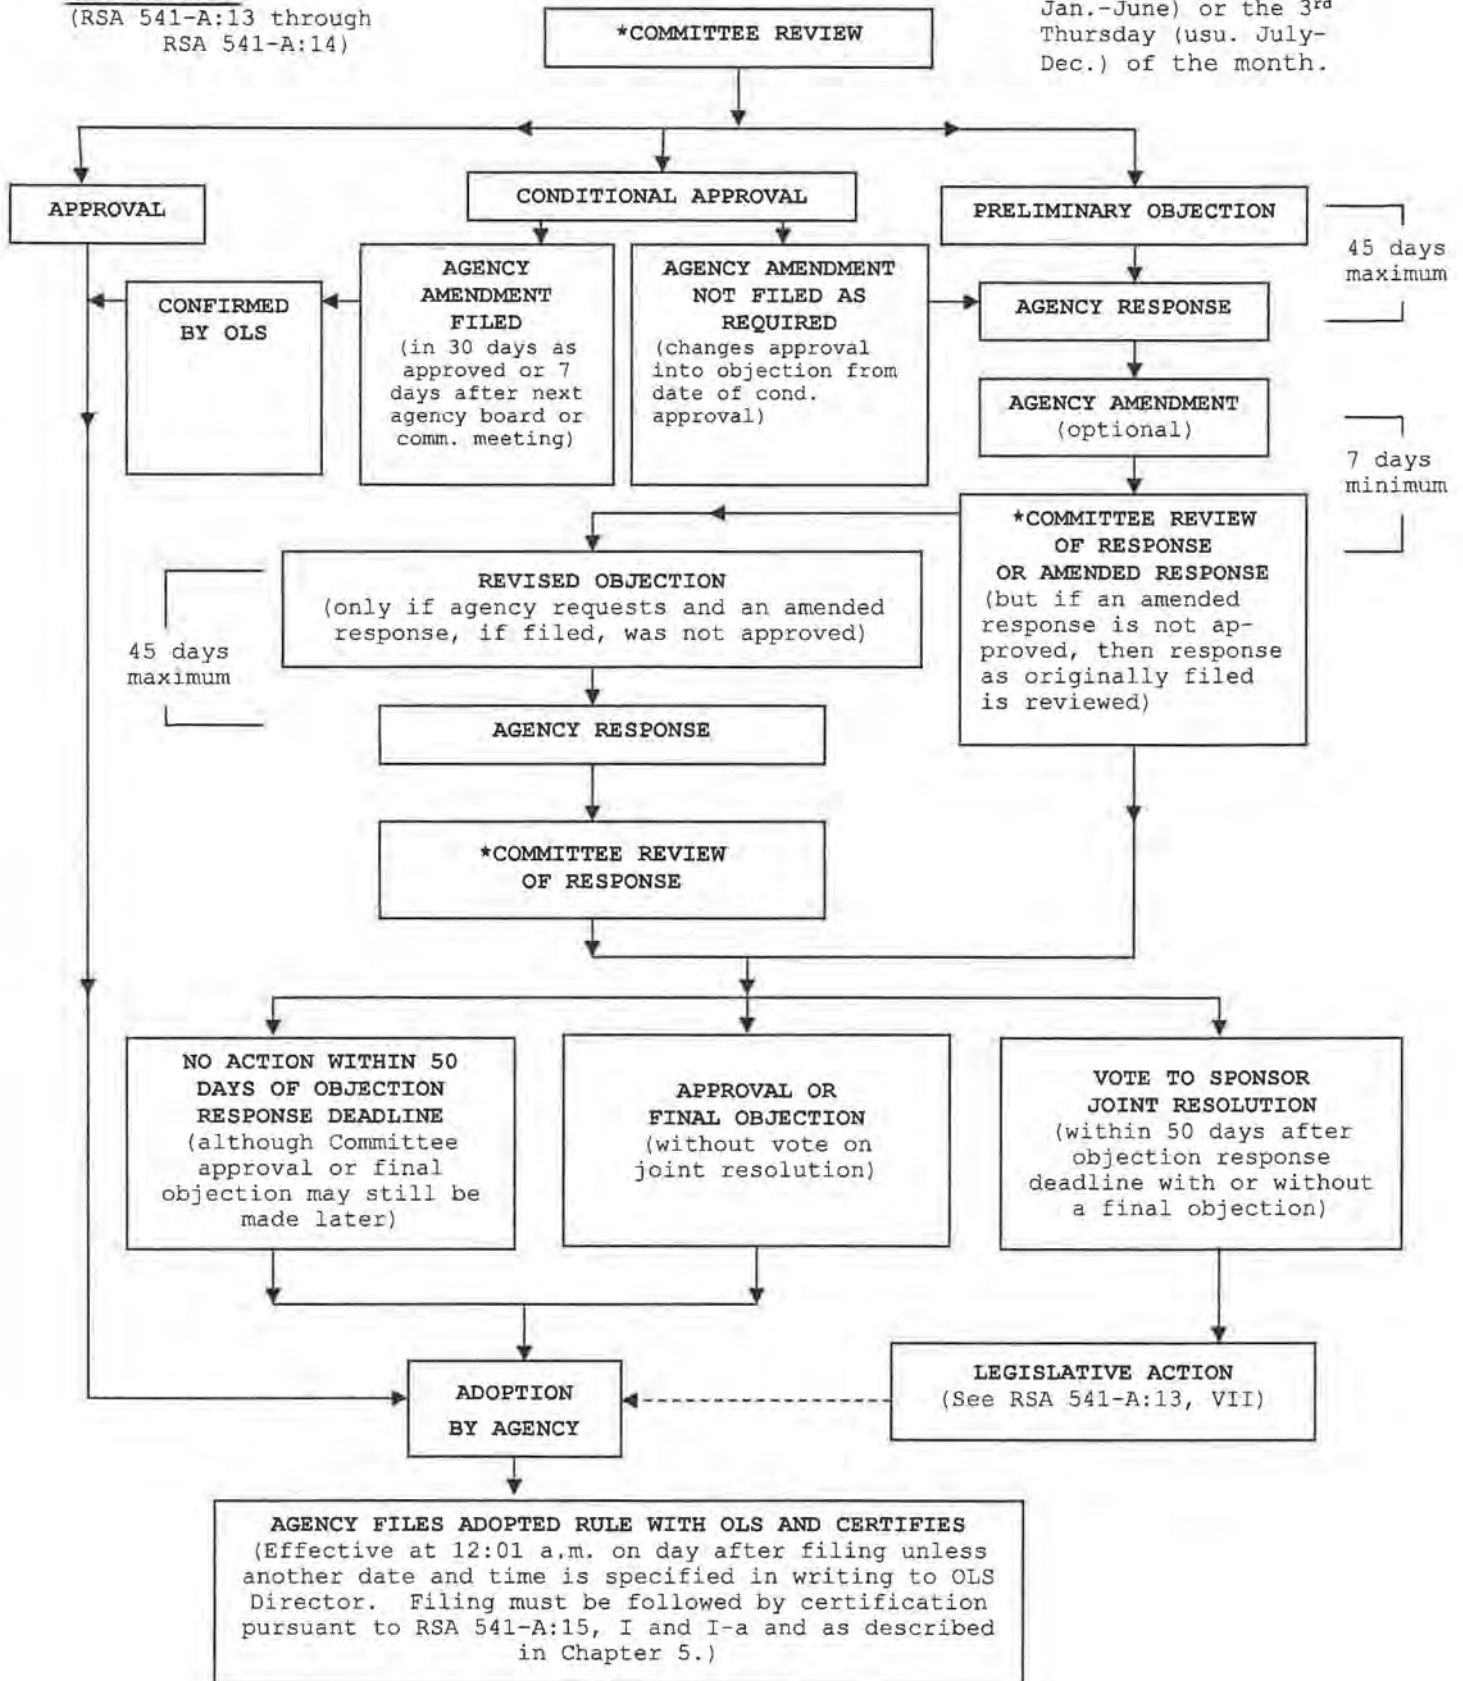 (RSA 541-A:13 through
RSA 541-A:14)
*COMMITTEE REVIEW
Jan.-June) or the 3rd
Thursday (usu. July-
Dec.) of the month.
APPROVAL
CONDITIONAL APPROVAL
PRELIMINARY OBJECTION
45 days
maximum
CONFIRMED
BY OLS
AGENCY
AMENDMENT
FILED
(in 30 days as
approved or 7
days after next
agency board or
comm. meeting)
AGENCY AMENDMENT
NOT FILED AS
REQUIRED
(changes approval
into objection from
date of cond.
approval)
AGENCY RESPONSE
AGENCY AMENDMENT
(optional)
7 days
minimum
*COMMITTEE REVIEW
OF RESPONSE
OR AMENDED RESPONSE
(but if an amended
response is not ap-
proved, then response
as originally filed
is reviewed)
REVISED OBJECTION
(only if agency requests and an amended
response, if filed, was not approved)
45 days
maximum
AGENCY RESPONSE
*COMMITTEE REVIEW
OF RESPONSE
NO ACTION WITHIN 50
DAYS OF OBJECTION
RESPONSE DEADLINE
(although Committee
approval or final
objection may still be
made later)
APPROVAL OR
FINAL OBJECTION
(without vote on
joint resolution)
VOTE TO SPONSOR
JOINT RESOLUTION
(within 50 days after
objection response
deadline with or without
a final objection)
ADOPTION
BY AGENCY
LEGISLATIVE ACTION
(See RSA 541-A:13, VII)
AGENCY FILES ADOPTED RULE WITH OLS AND CERTIFIES
(Effective at 12:01 a.m. on day after filing unless
another date and time is specified in writing to OLS
Director. Filing must be followed by certification
pursuant to RSA 541-A:15, I and I-a and as described
in Chapter 5.)